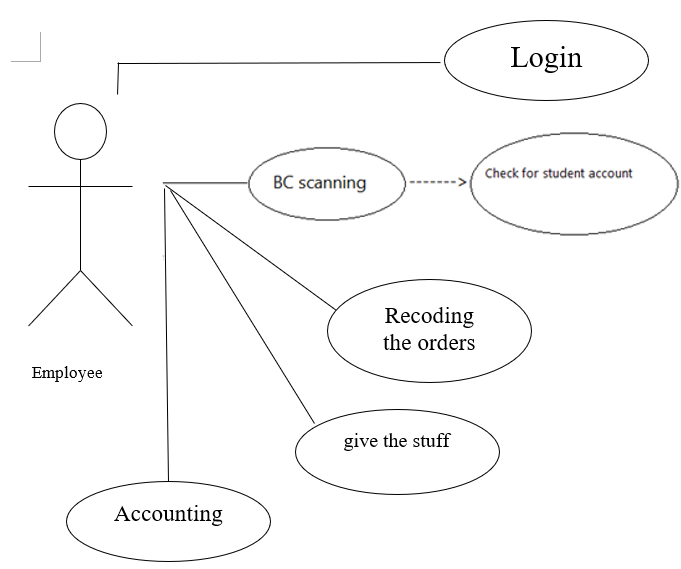 Login
BC scanning
Check for student account
Recoding
the orders
Employee
give the stuff
Accounting